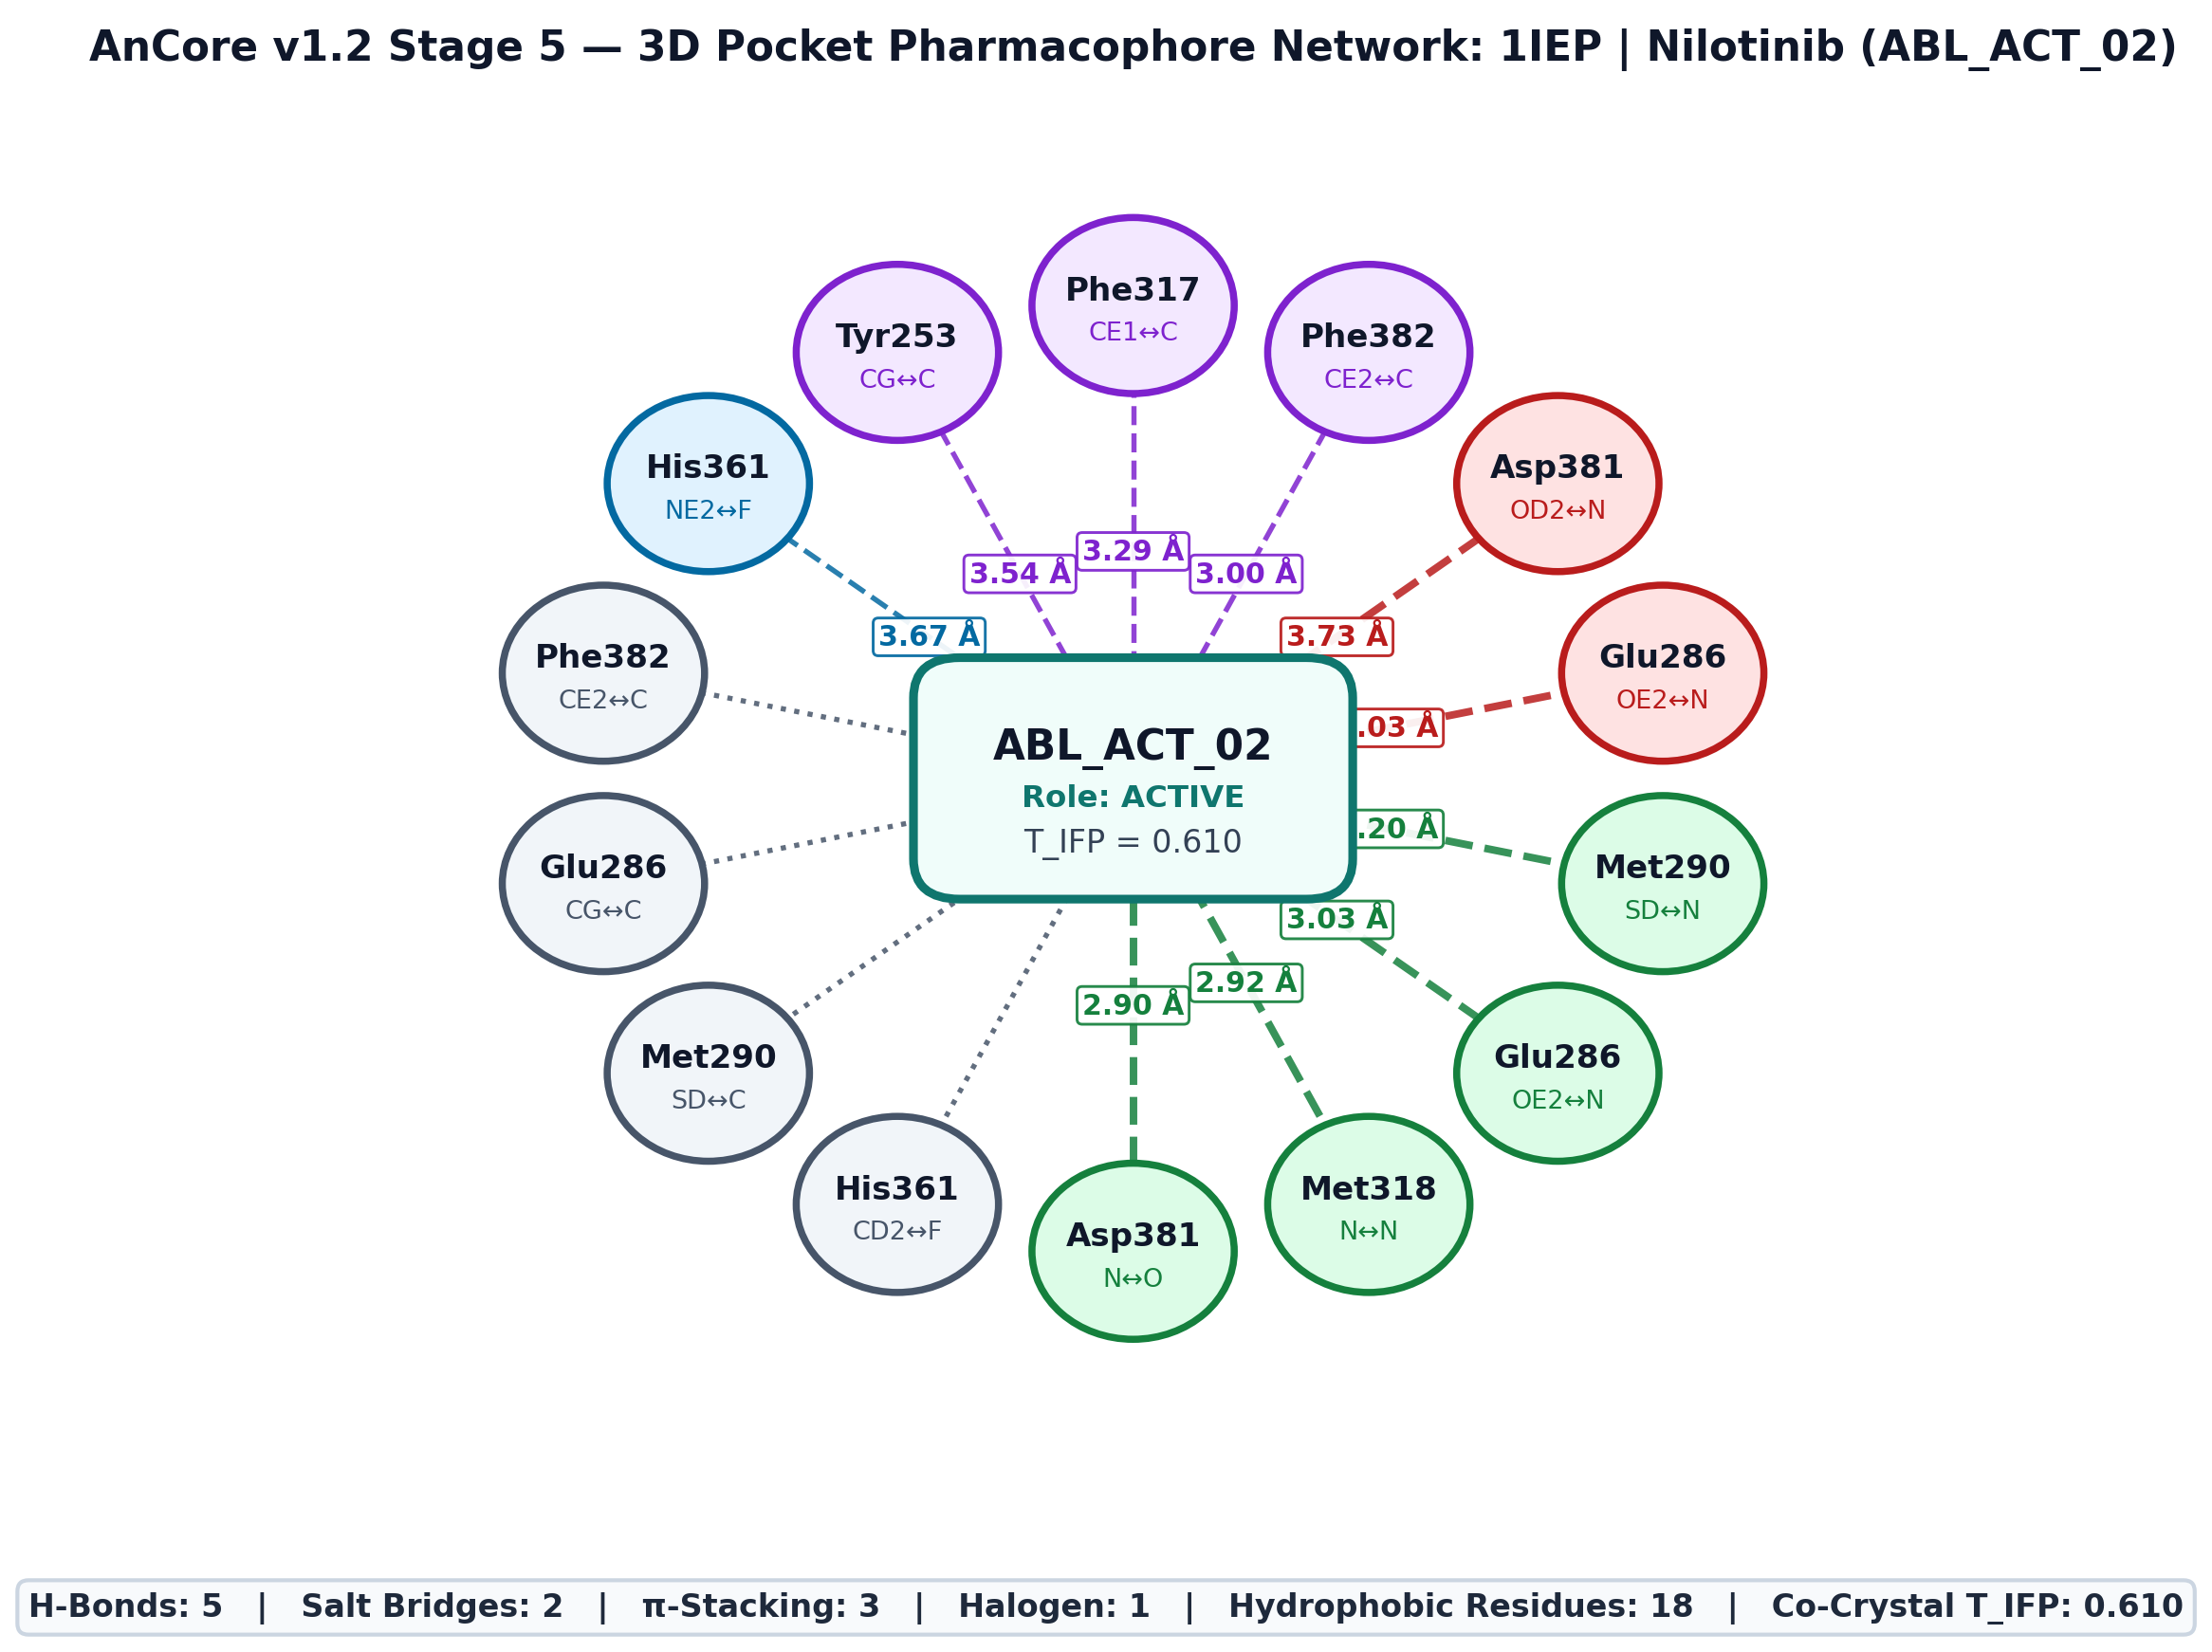 AnCore v1.2 Stage 5 — 3D Pocket Pharmacophore Network: 1IEP | Nilotinib (ABL_ACT_02)
Phe317
CE1↔C
Tyr253
CG↔C
Phe382
CE2↔C
His361
NE2↔F
Asp381
OD2↔N
3.29 Å
3.54 Å
3.00 Å
3.67 Å
3.73 Å
Phe382
CE2↔C
Glu286
OE2↔N
.03 Å
ABL_ACT_02
Role: ACTIVE
T_IFP = 0.610
.20 Å
Glu286
CG↔C
Met290
SD↔N
3.03 Å
2.92 Å
2.90 Å
Met290
SD↔C
Glu286
OE2↔N
His361
CD2↔F
Met318
N↔N
Asp381
N↔O
H-Bonds: 5 | Salt Bridges: 2 | π-Stacking: 3 | Halogen: 1 | Hydrophobic Residues: 18 | Co-Crystal T_IFP: 0.610